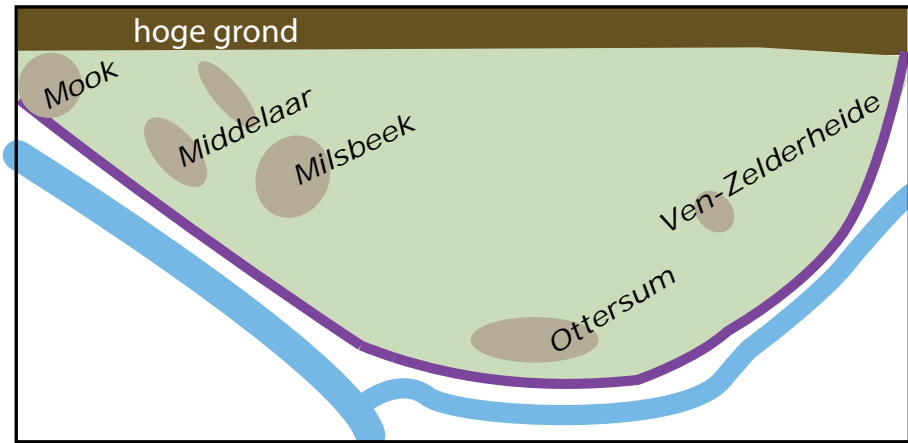 hoge grond
Mook
Middelaar
Milsbeek
Ven-Zelderheide
Ottersum